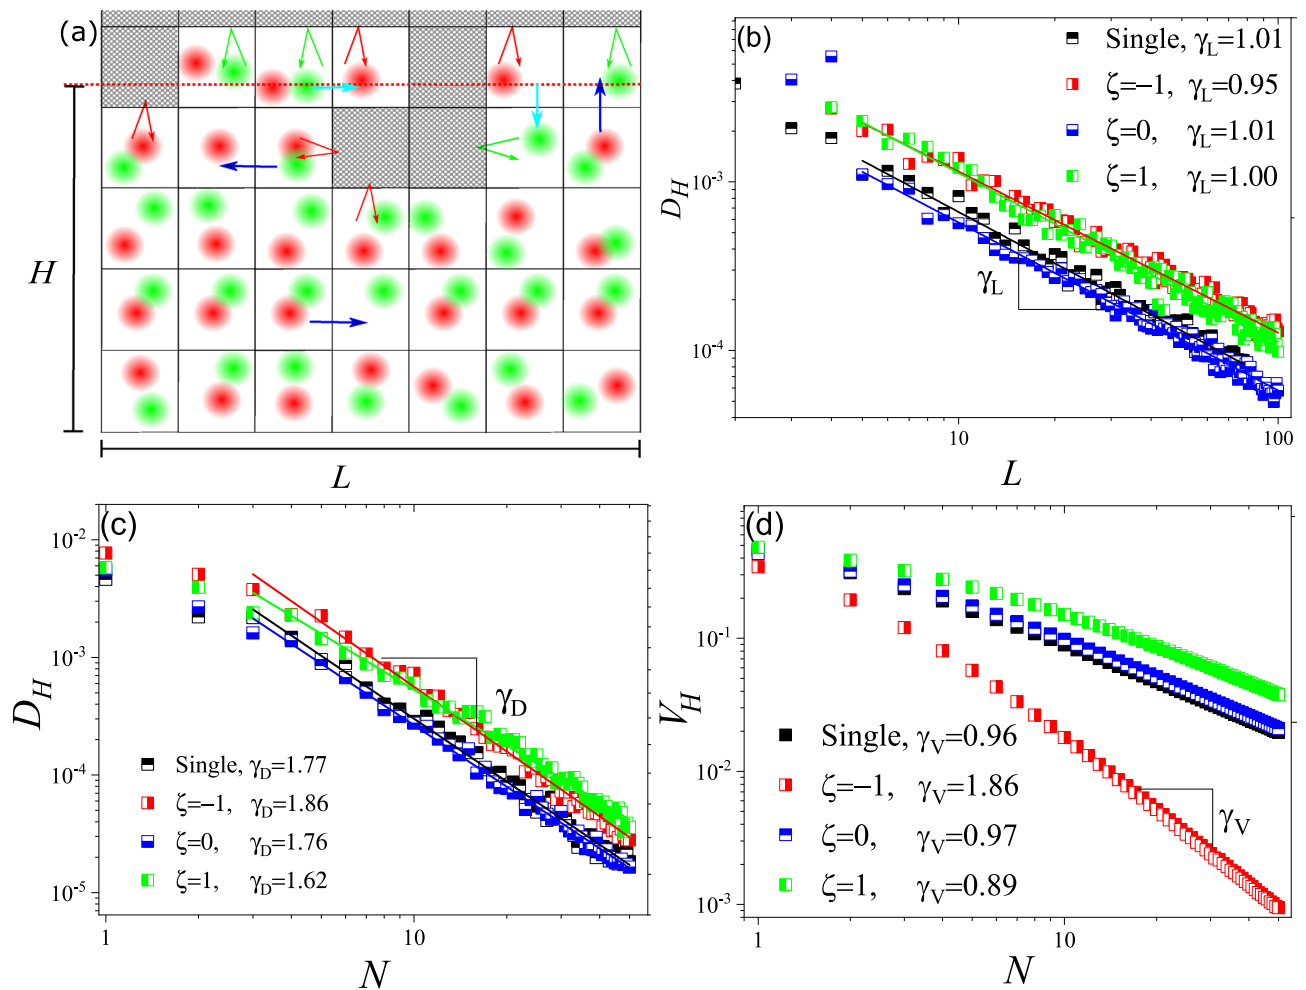 (a)
H
L
(b)
Single, γL=1.01
ζ=−1, γL=0.95
ζ=0, γL=1.01
ζ=1, γL=1.00
DH
10-3
10-4
γL
10
100
L
(c)
10-2
10-3
10-4
10-5
DH
γD
Single, γD=1.77
ζ=−1, γD=1.86
ζ=0, γD=1.76
ζ=1, γD=1.62
1
10
N
(d)
10-1
10-2
10-3
VH
Single, γV=0.96
ζ=−1, γV=1.86
ζ=0, γV=0.97
ζ=1, γV=0.89
γV
1
10
N